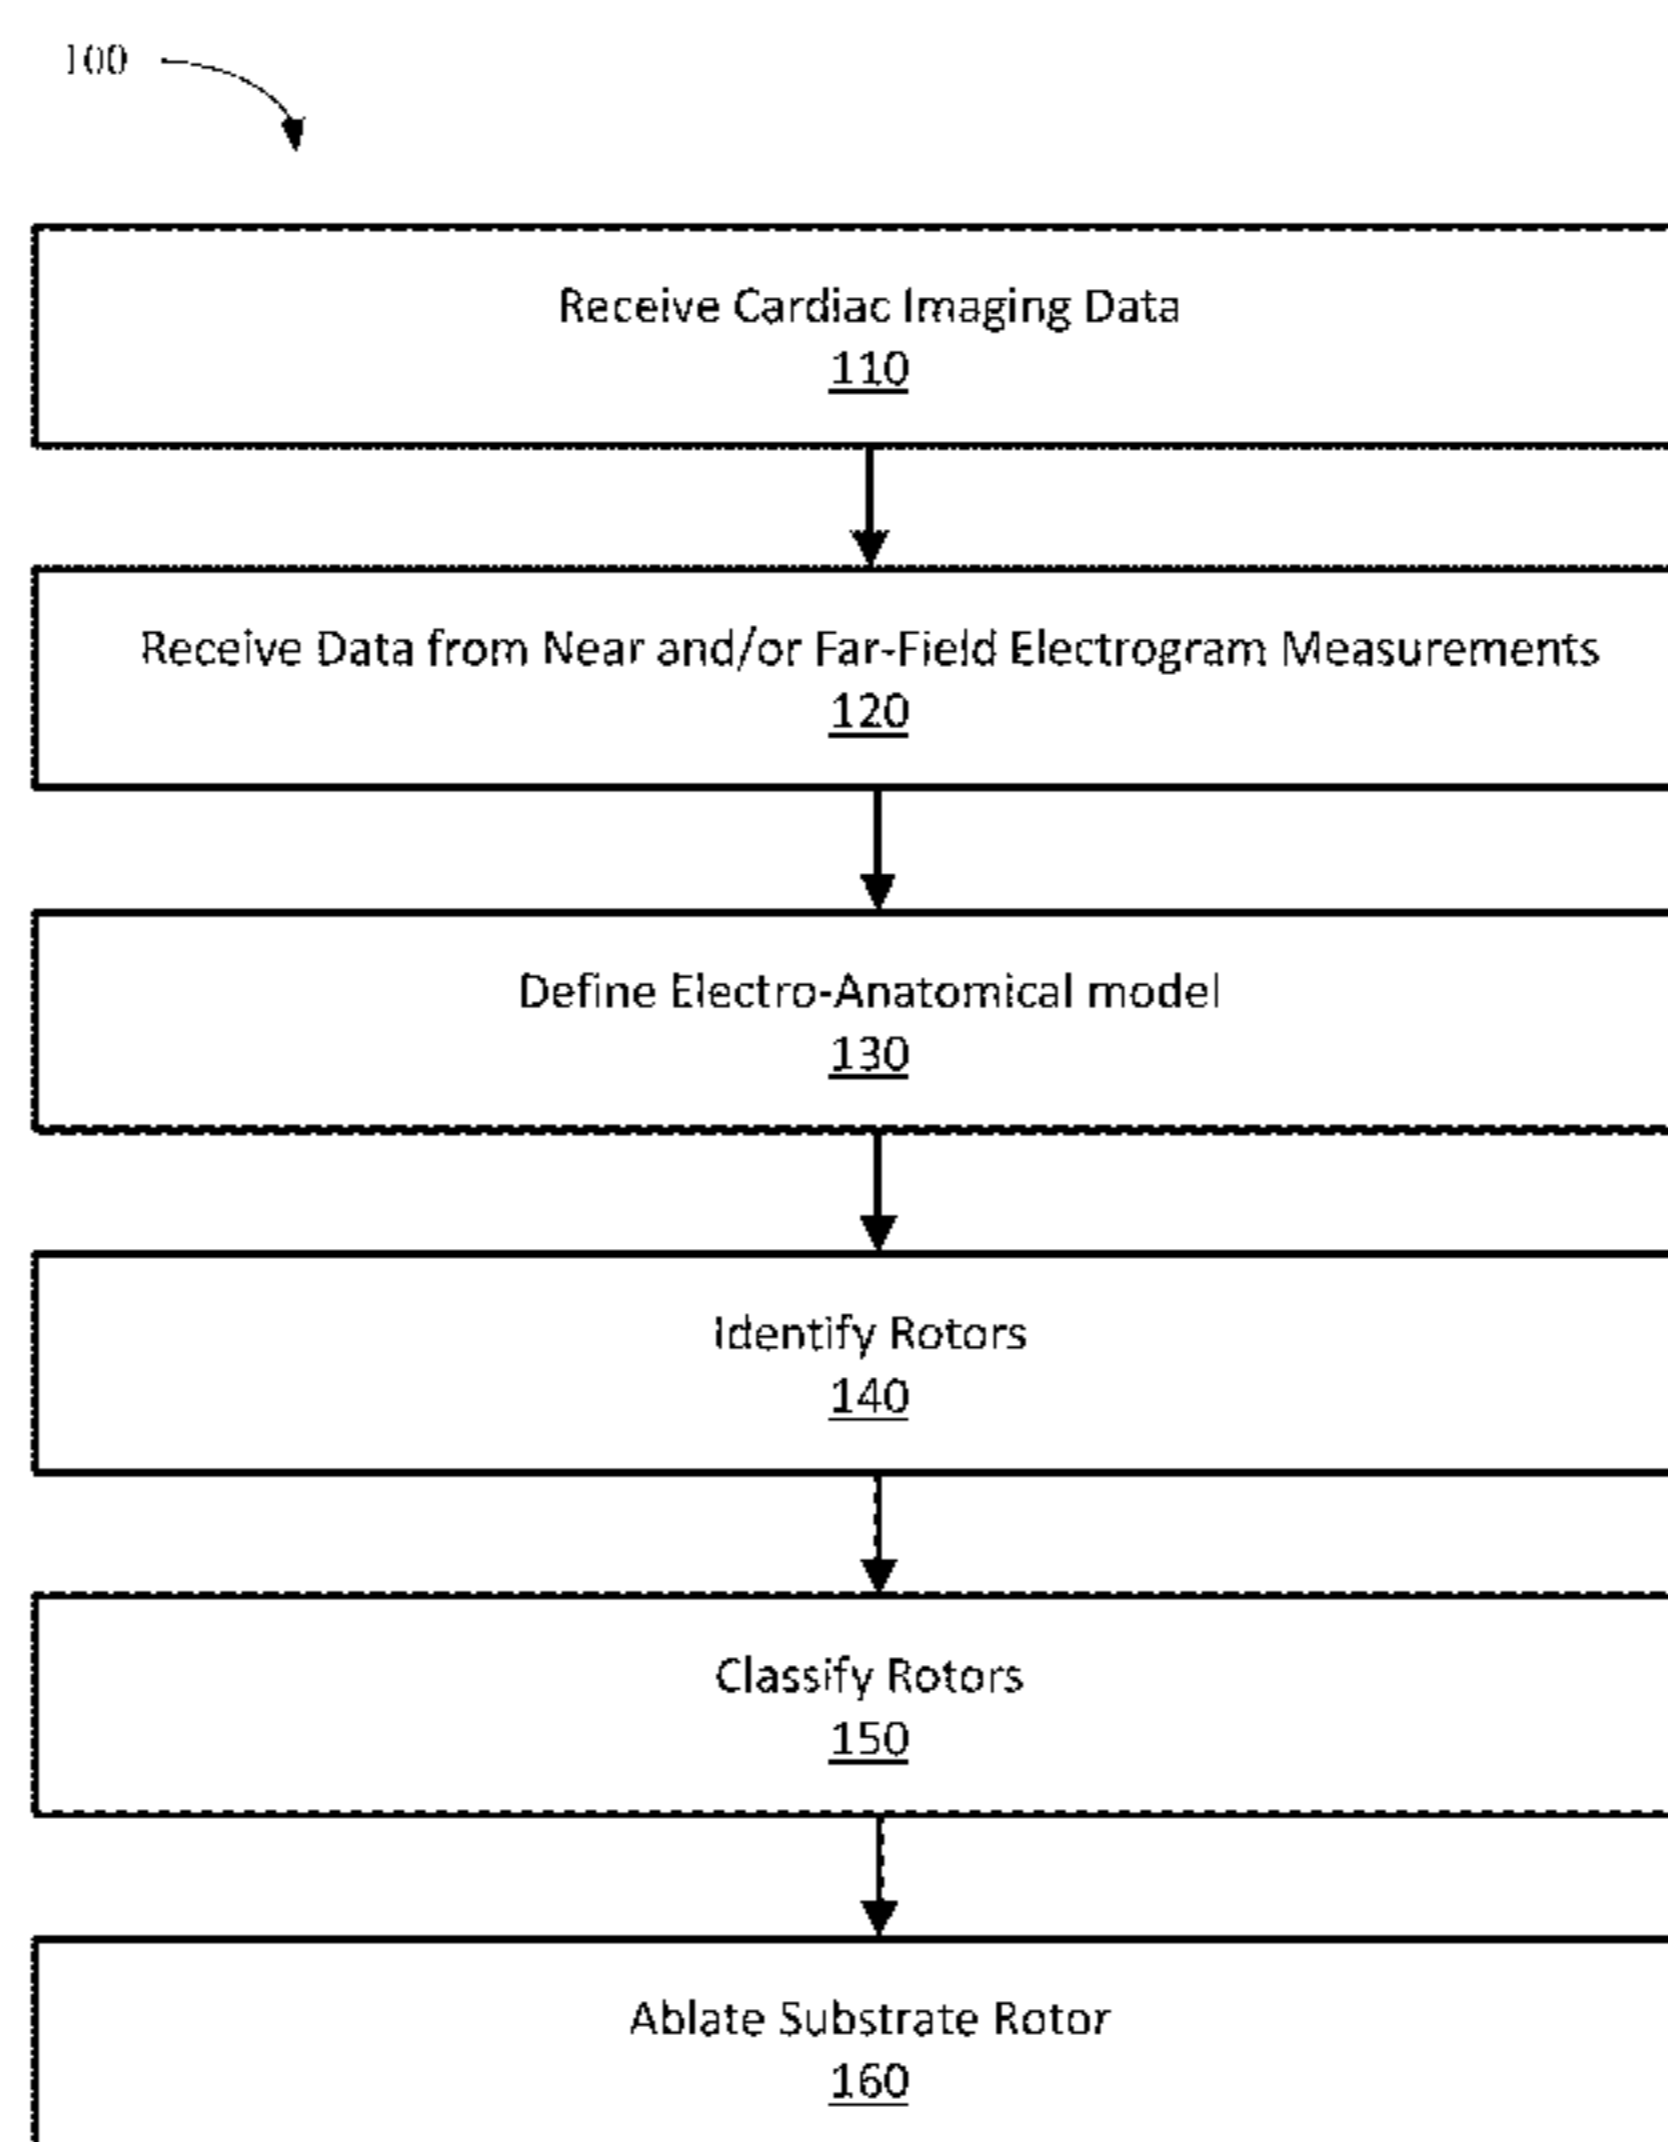 100
Receive Cardiac Imaging Data
110
Receive Data from Near and/or Far-Field Electrogram Measurements
120
Define Electro-Anatomical model
130
Identify Rotors
140
Classify Rotors
150
Ablate Substrate Rotor
160